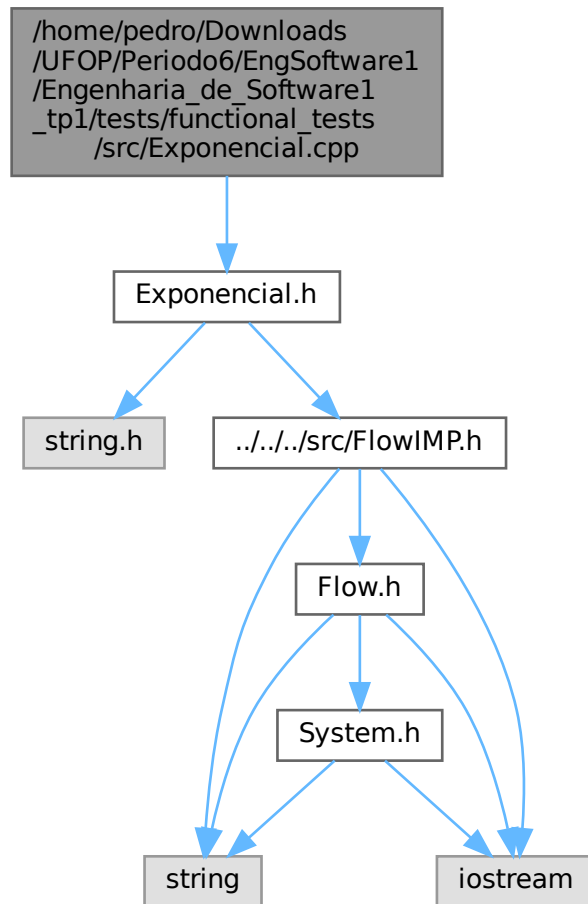 /home/pedro/Downloads
/UFOP/Periodo6/EngSoftware1
/Engenharia_de_Software1
_tp1/tests/functional_tests
/src/Exponencial.cpp
Exponencial.h
string.h
../../../src/FlowIMP.h
Flow.h
System.h
string
iostream